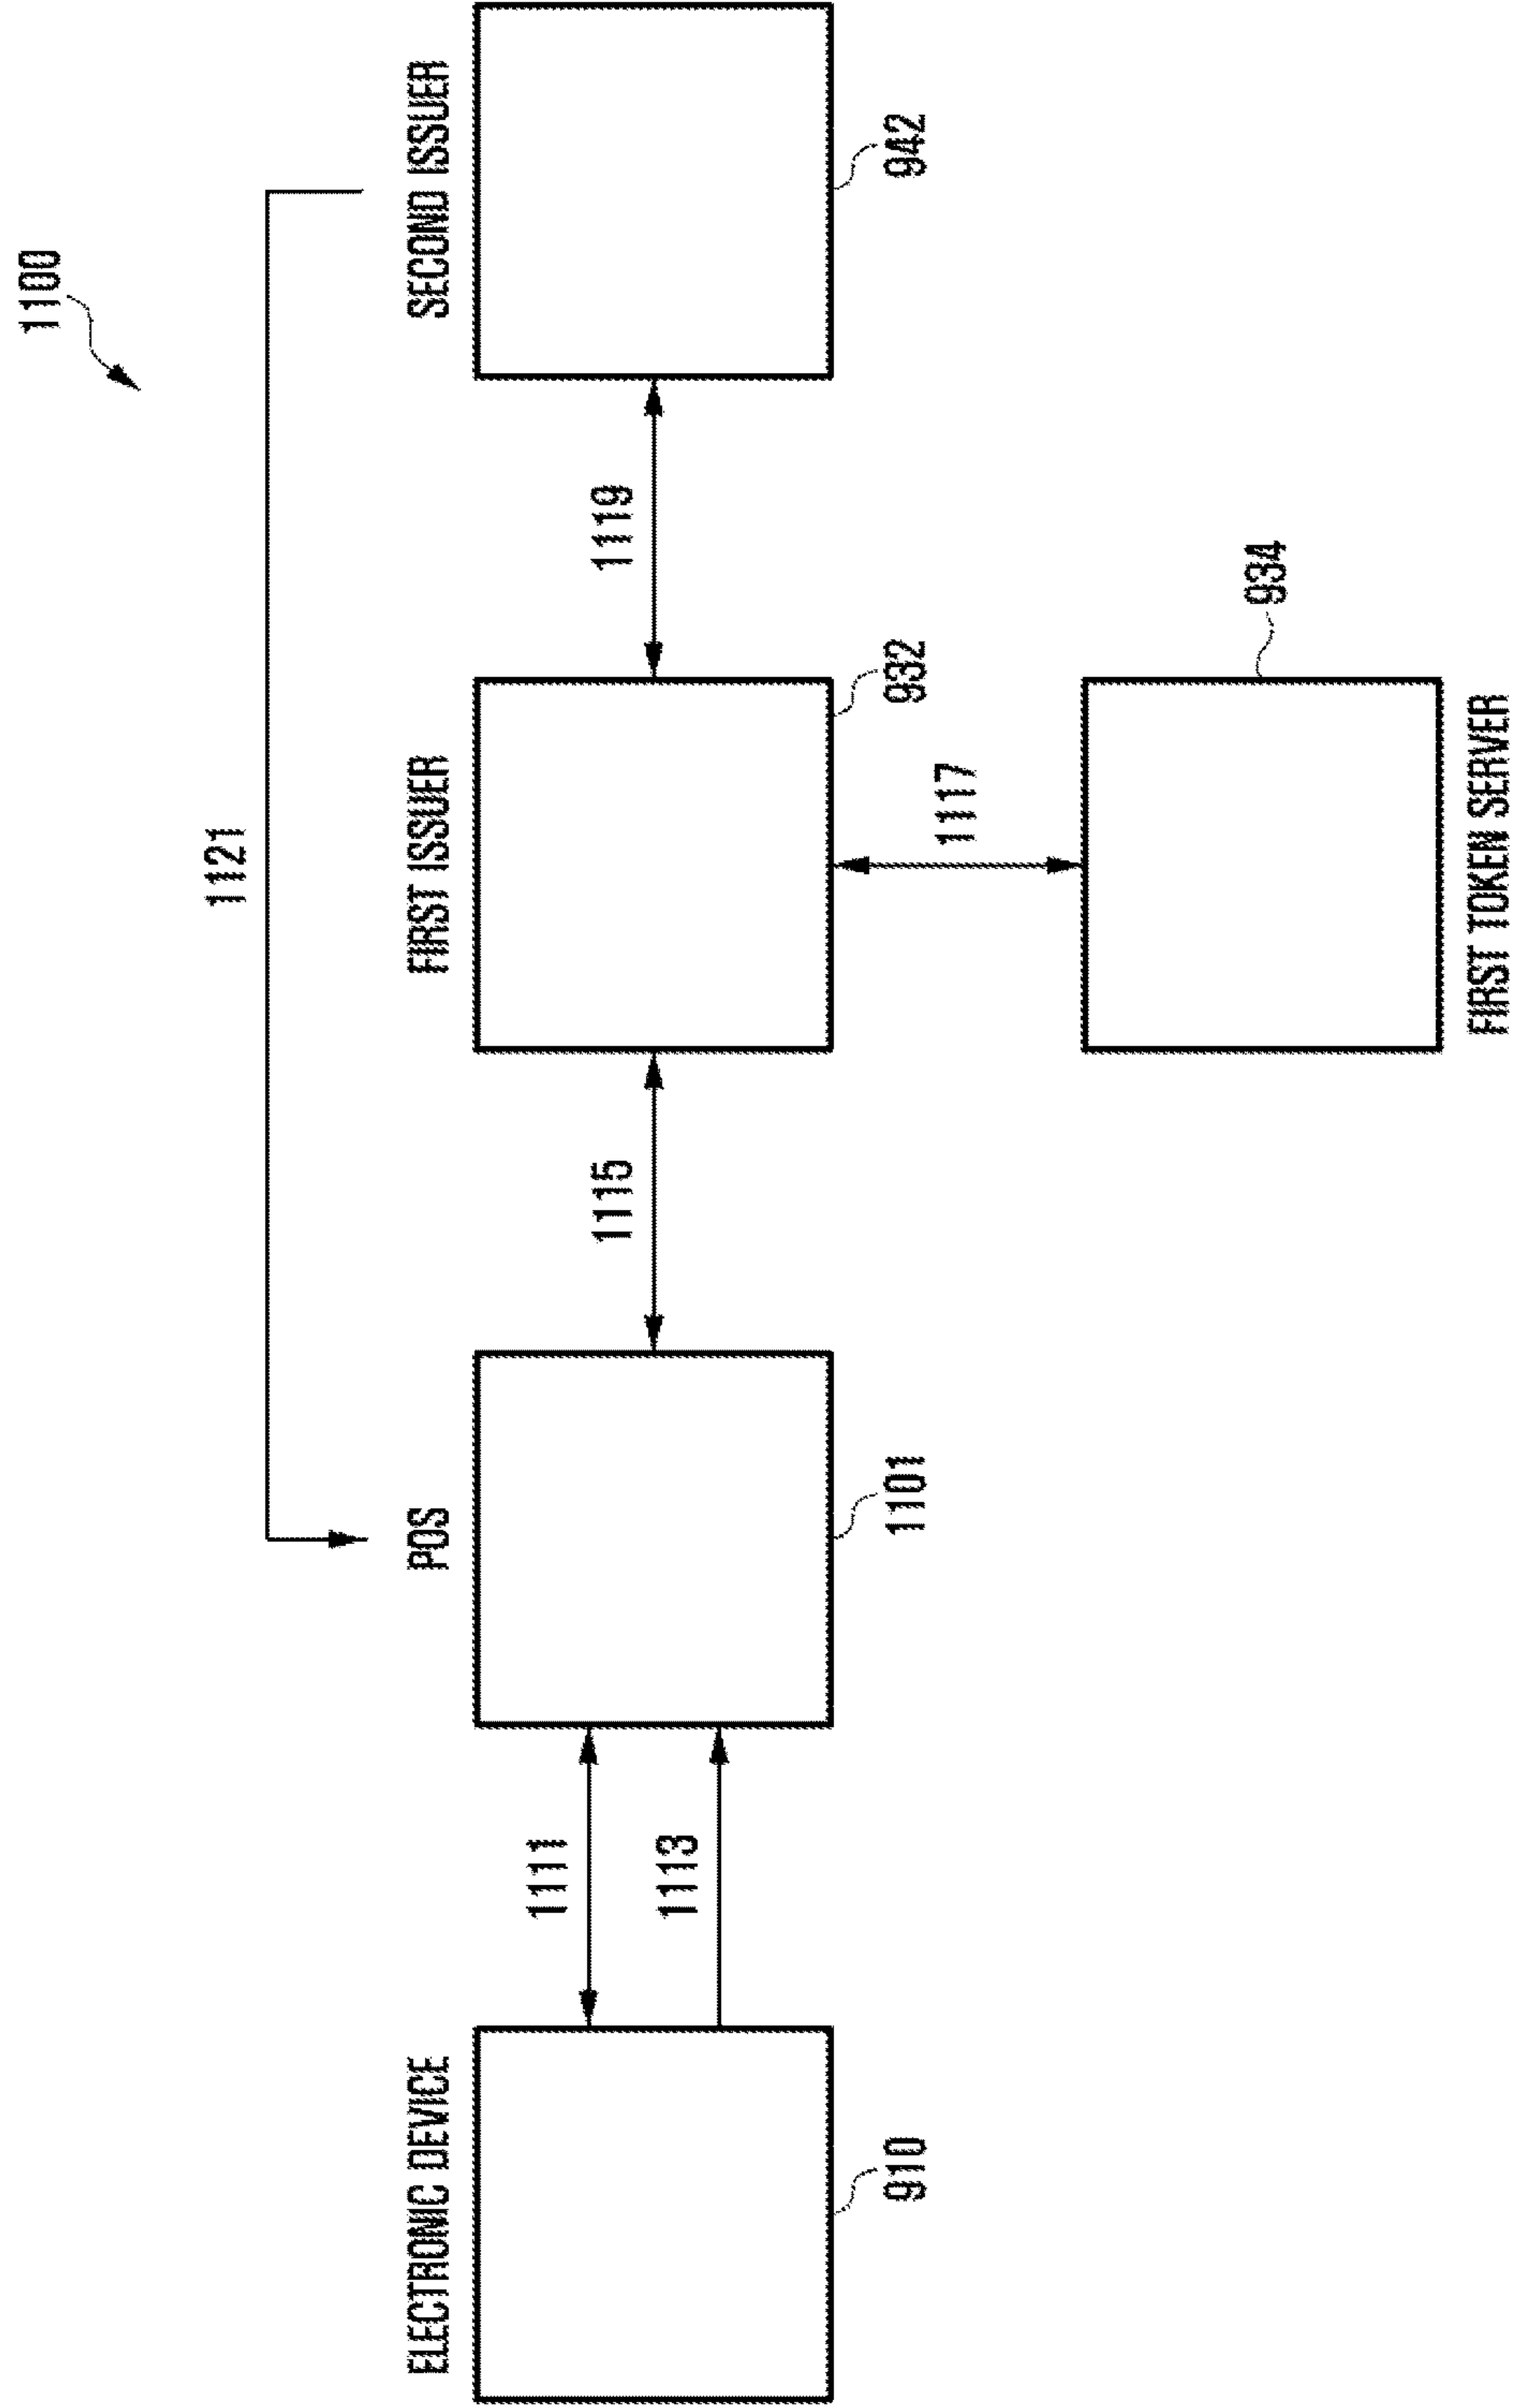 1100
1121
ELECTRONIC DEVICE
POS
FIRST ISSUER
SECOND ISSUER
1111
1113
1115
1119
910
1101
932
942
1117
934
FIRST TOKEN SERVER